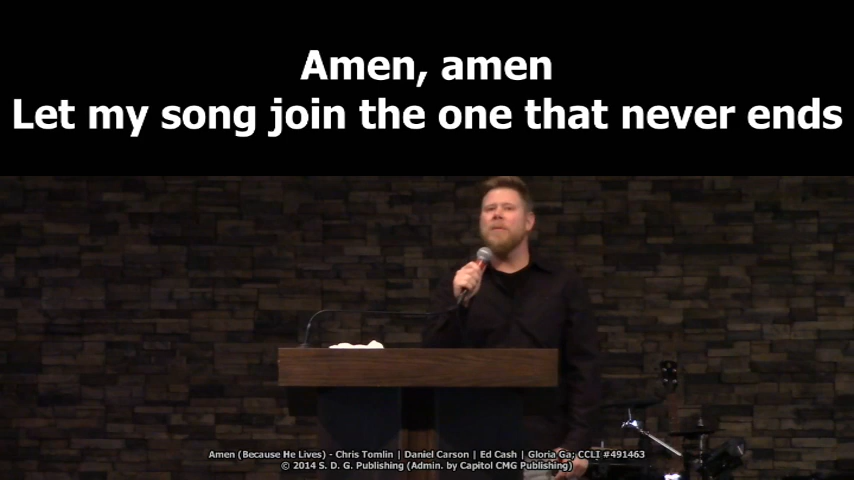 Amen, amen
Let my song join the one that never ends
Amen (Because He Lives) - Chris Tomlin | Daniel Carson | Ed Cash | Gloria Ga; CCLI #491463
© 2014 S. D. G. Publishing (Admin. by Capitol CMG Publishing)